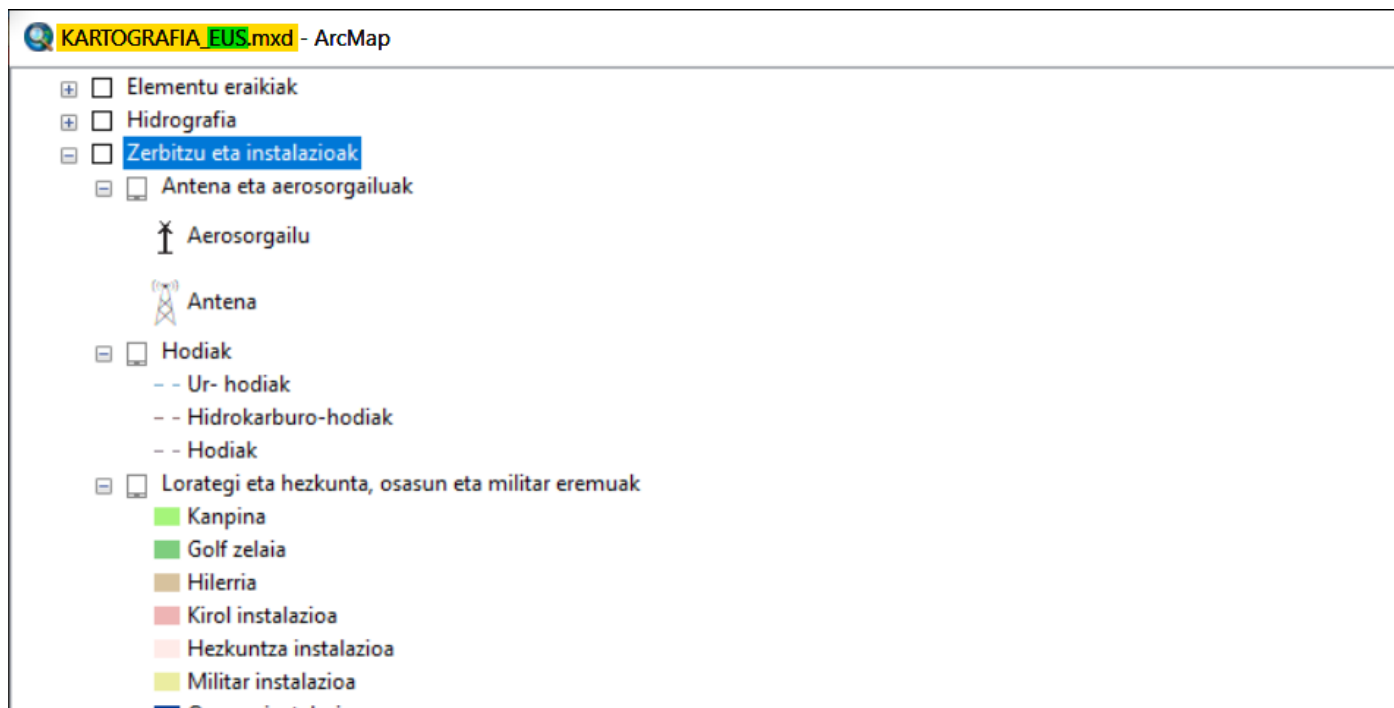 KARTOGRAFIA_EUS.mxd - ArcMap
Elementu eraikiak
Hidrografia
Zerbitzu eta instalazioak
Antena eta aerosorgailuak
Aerosorgailu
Antena
Hodiak
Ur- hodiak
Hidrokarburo-hodiak
Hodiak
Lorategi eta hezkunta, osasun eta militar eremuak
Kanpina
Golf zelaia
Hilerria
Kirol instalazioa
Hezkuntza instalazioa
Militar instalazioa